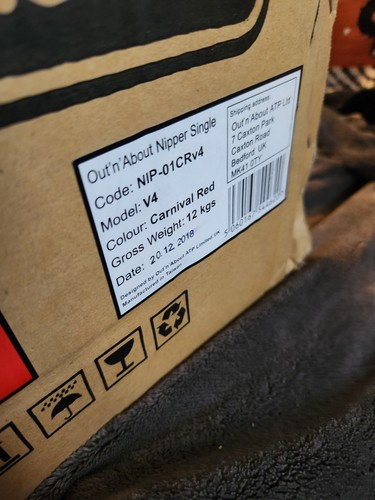 Out'n'About Nipper Single
Code: NIP-01CRv4
Model: V4
Colour: Carnival Red
Gross Weight: 12 kgs
Date: 20.12.2018
Designed by Out'n'About ATP Limited, UK
Manufactured in Taiwan
Shipping address:
Out'n'About ATP Ltd
7 Caxton Park
Caxton Road
Bedford. UK
MK41 0TY